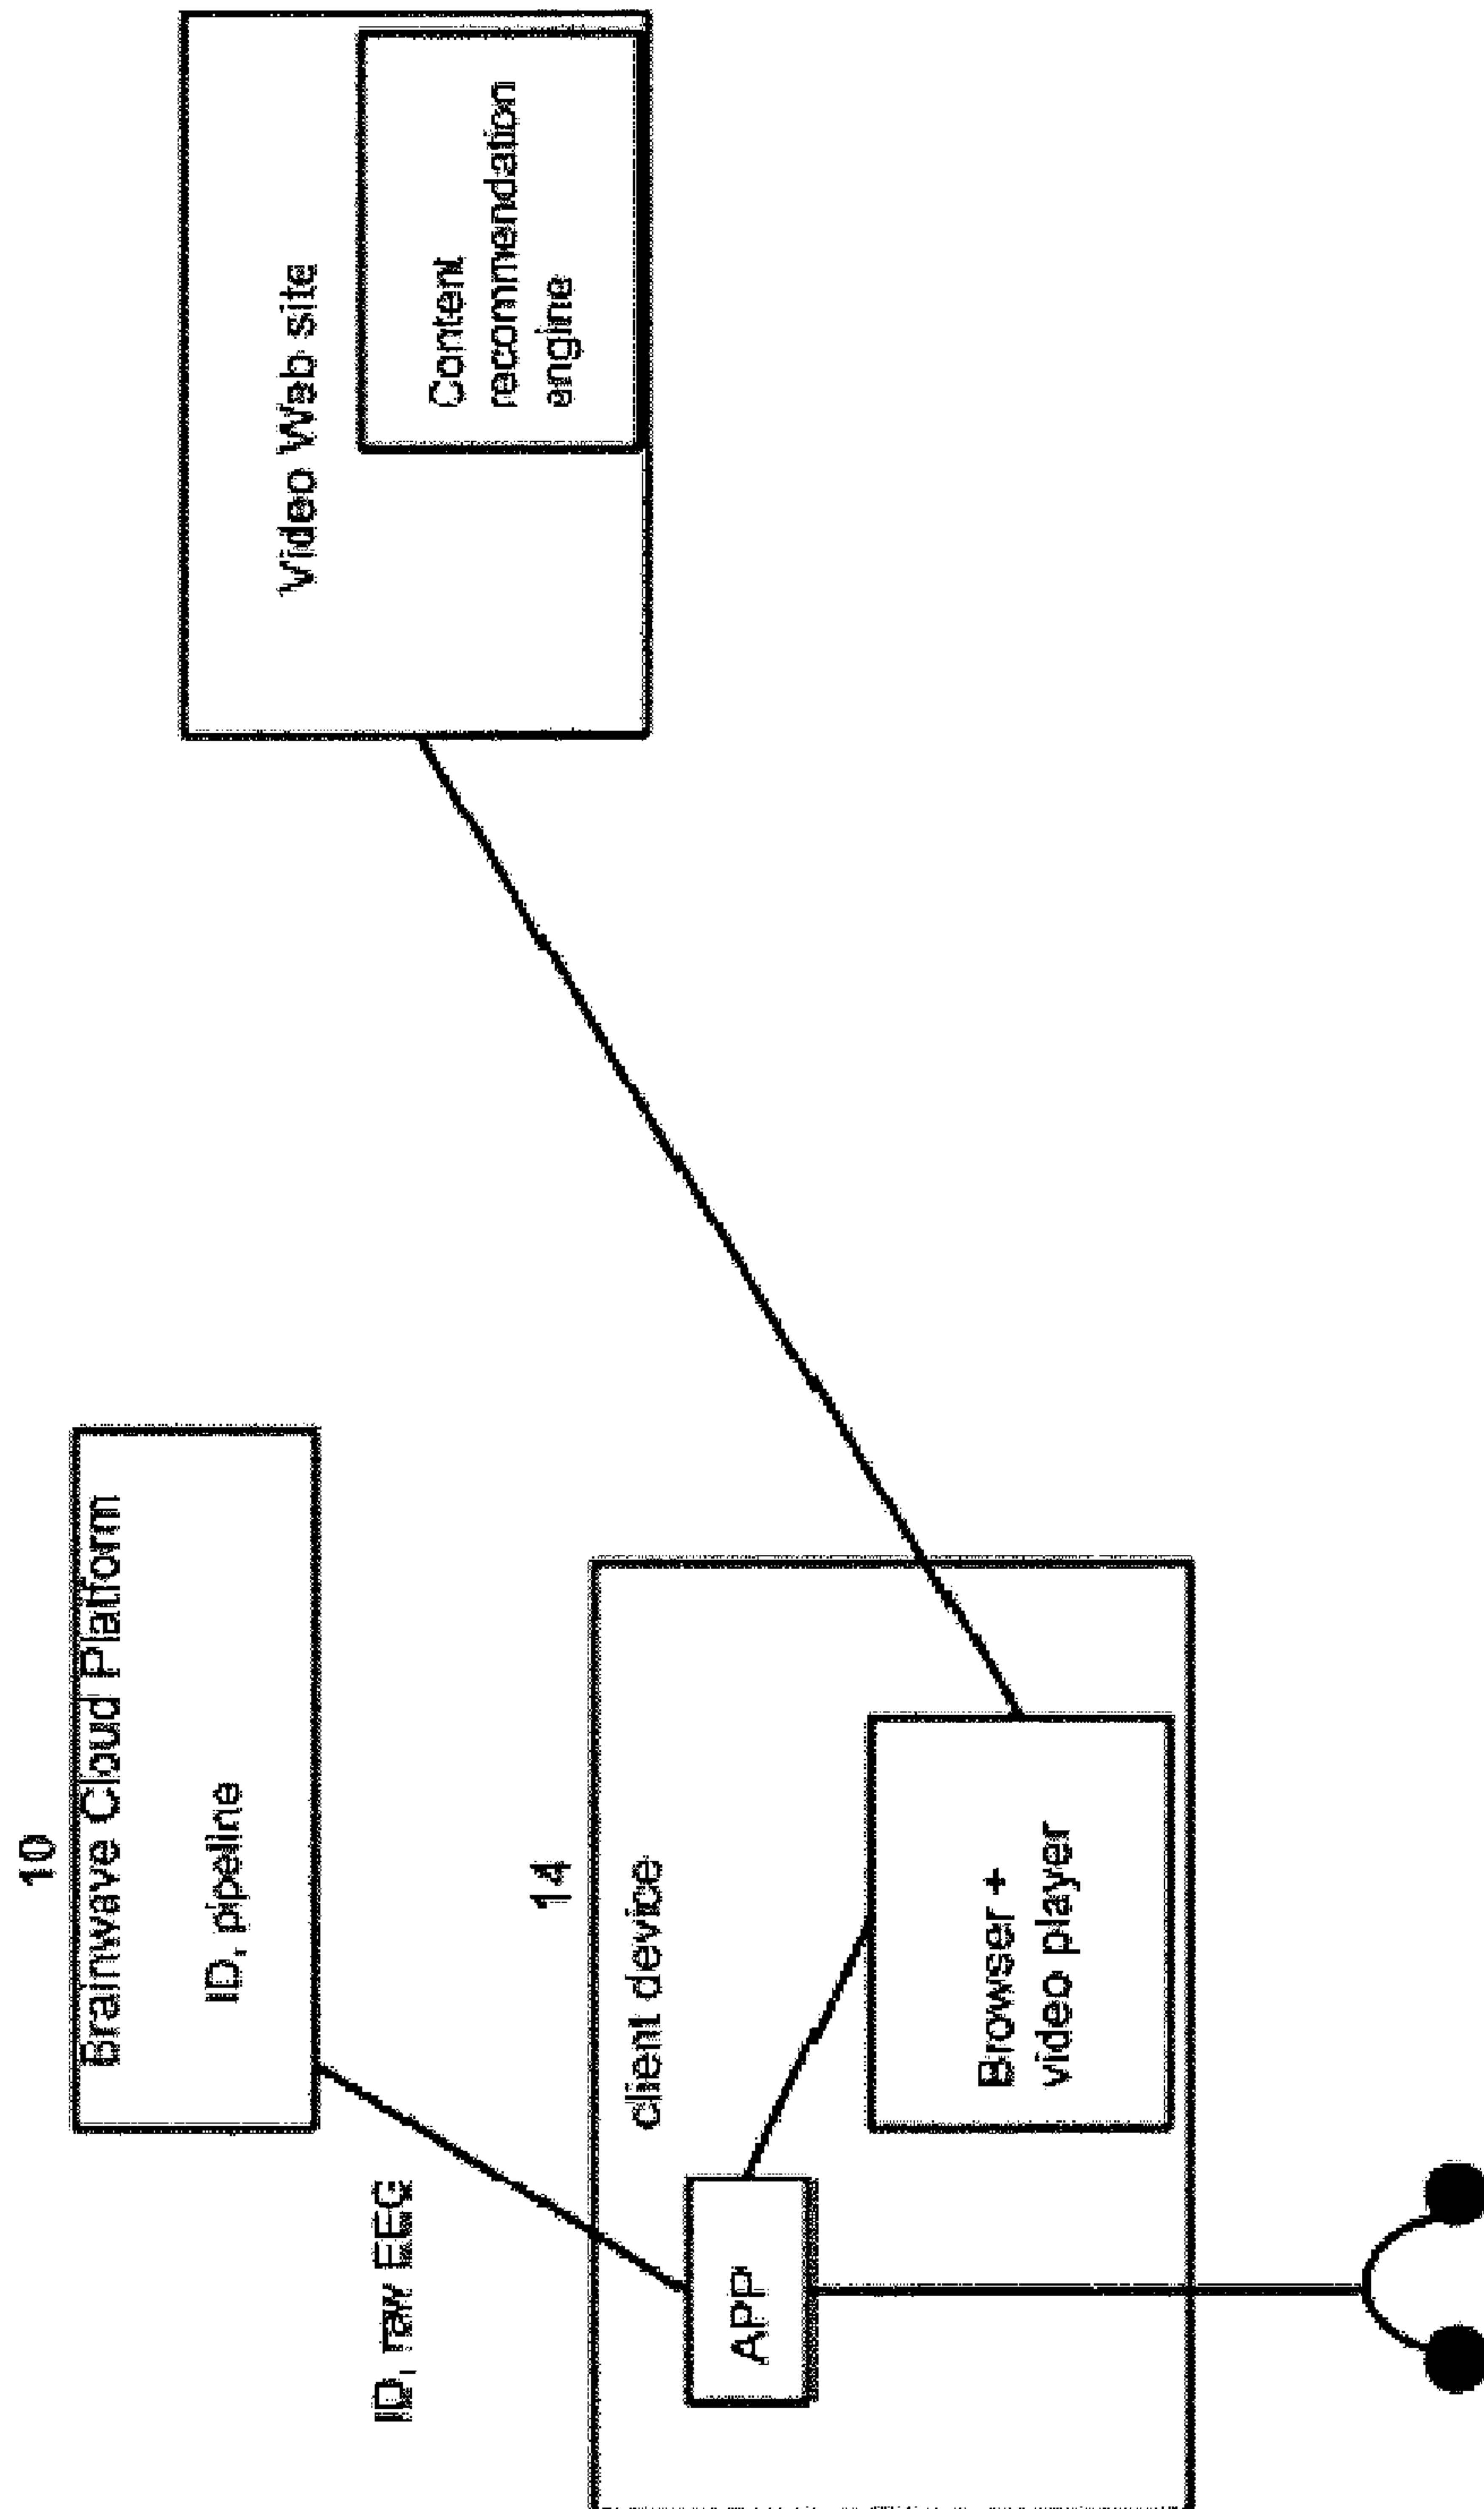 10
Brainwave Cloud Platform
ID, pipeline
ID, raw EEG
14
client device
APP
Browser +
video player
Video Web site
Content
recommendation
engine